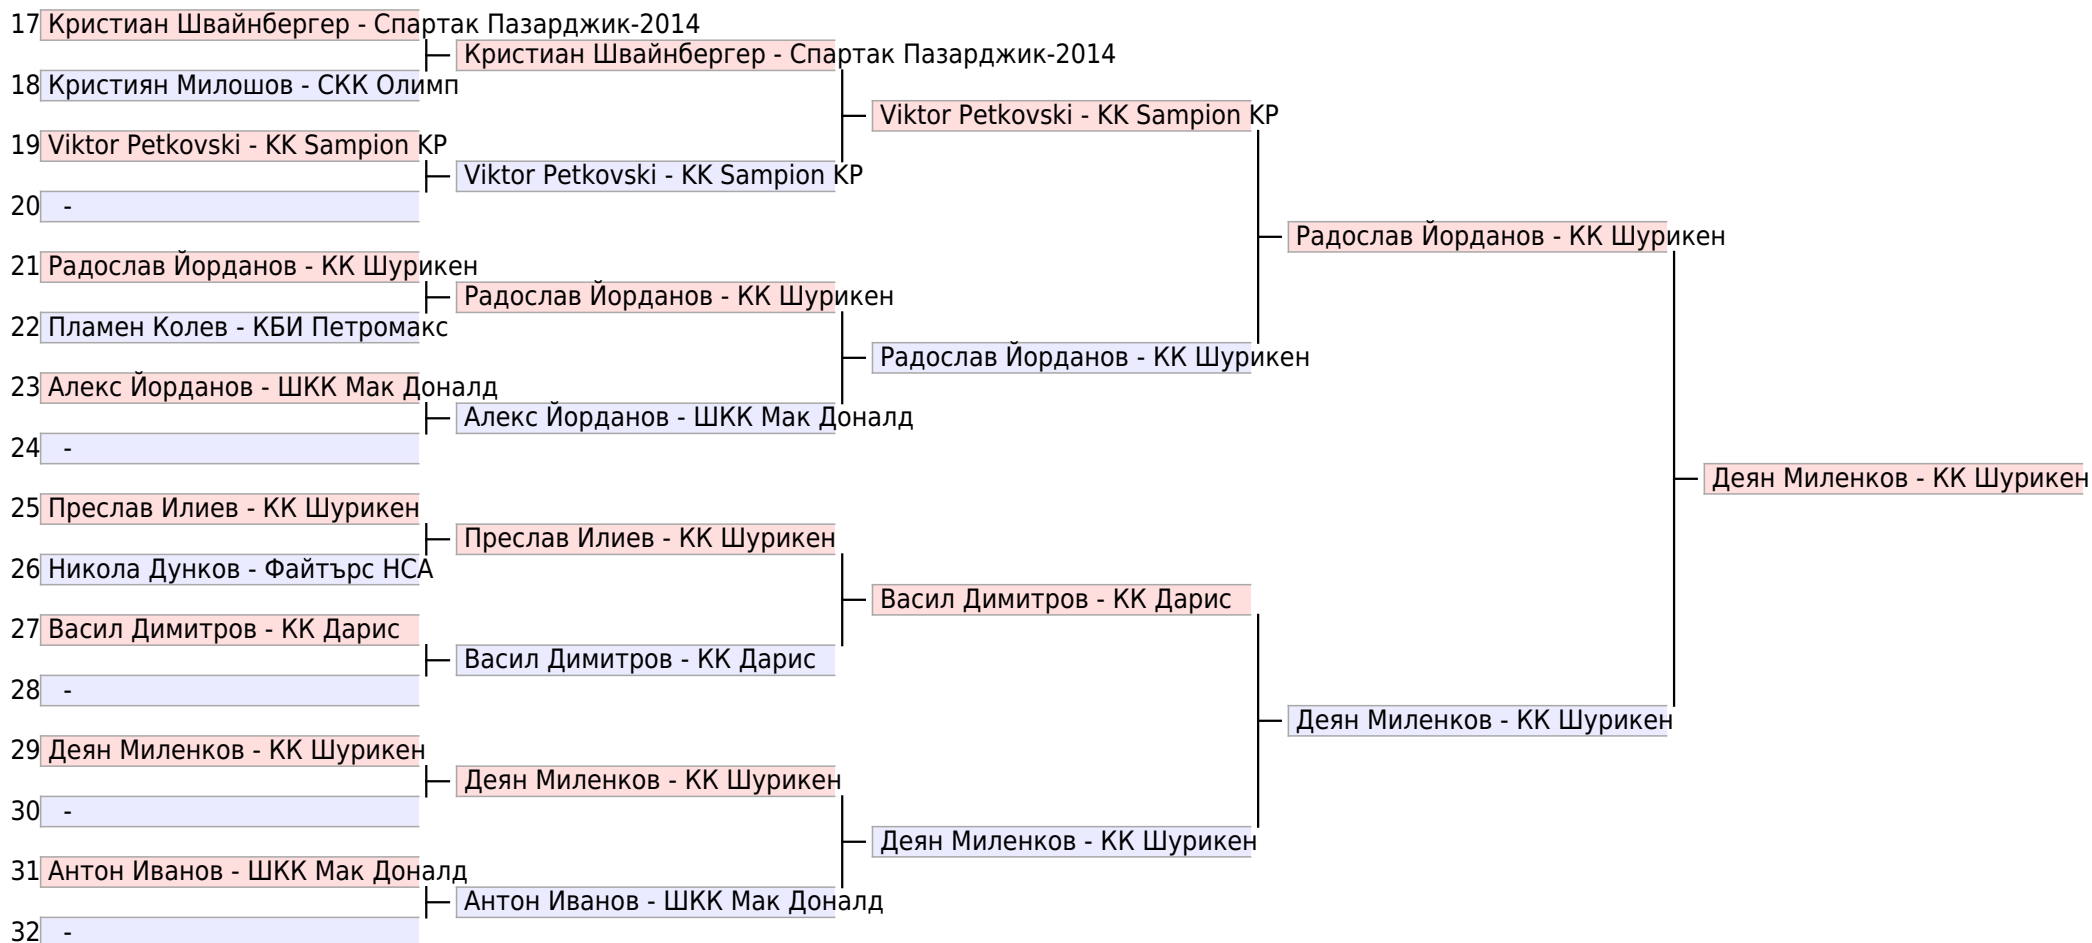 17 Кристиан Швайнбергер - Спартак Пазарджик-2014
Кристиан Швайнбергер - Спартак Пазарджик-2014
18 Кристиян Милошов - СКК Олимп
Viktor Petkovski - KK Sampion KP
19 Viktor Petkovski - KK Sampion KP
Viktor Petkovski - KK Sampion KP
20 -
Радослав Йорданов - КК Шурикен
21 Радослав Йорданов - КК Шурикен
Радослав Йорданов - КК Шурикен
22 Пламен Колев - КБИ Петромакс
Радослав Йорданов - КК Шурикен
23 Алекс Йорданов - ШКК Мак Доналд
Алекс Йорданов - ШКК Мак Доналд
24 -
Деян Миленков - КК Шурикен
25 Преслав Илиев - КК Шурикен
Преслав Илиев - КК Шурикен
26 Никола Дунков - Файтърс НСА
Васил Димитров - КК Дарис
27 Васил Димитров - КК Дарис
Васил Димитров - КК Дарис
28 -
Деян Миленков - КК Шурикен
29 Деян Миленков - КК Шурикен
Деян Миленков - КК Шурикен
30 -
Деян Миленков - КК Шурикен
31 Антон Иванов - ШКК Мак Доналд
Антон Иванов - ШКК Мак Доналд
32 -